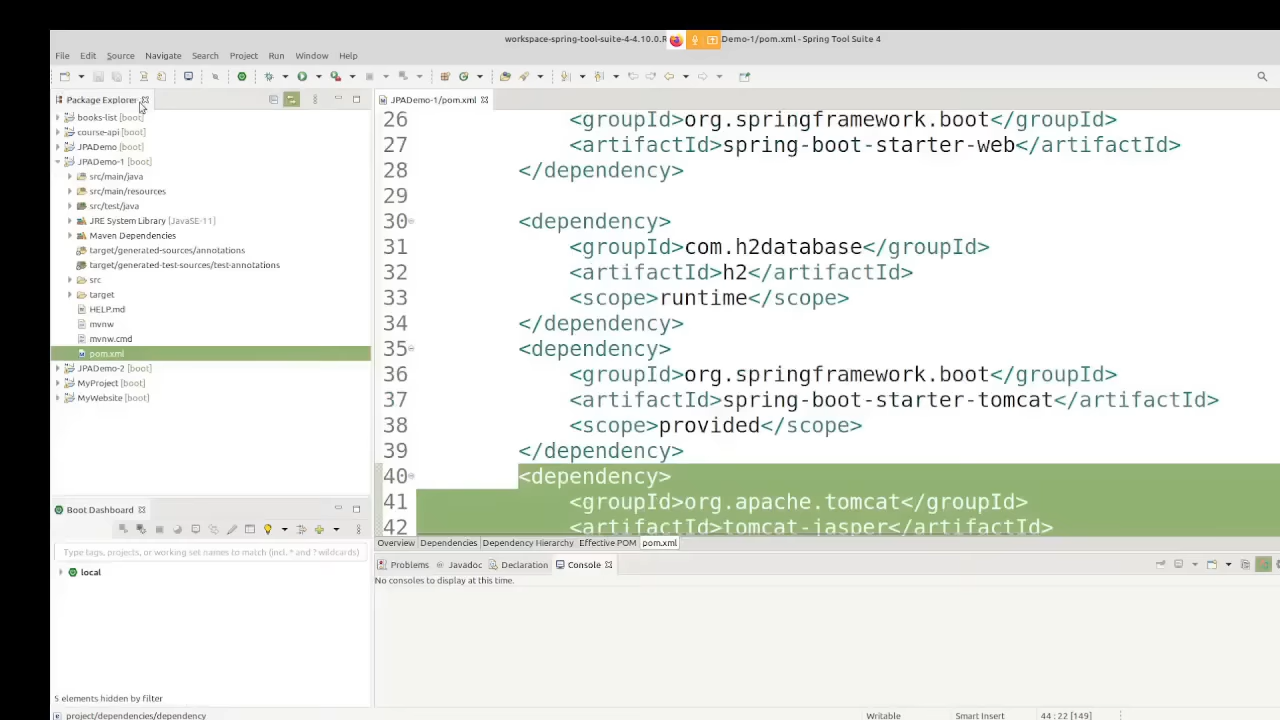 workspace-spring-tool-suite-4-4.10.0.R Demo-1/pom.xml - Spring Tool Suite 4
File Edit Source Navigate Search Project Run Window Help
Package Explorer
books-list [boot]
course-api [boot]
JPADemo [boot]
JPADemo-1 [boot]
src/main/java
src/main/resources
src/test/java
JRE System Library [JavaSE-11]
Maven Dependencies
target/generated-sources/annotations
target/generated-test-sources/test-annotations
src
target
HELP.md
mvnw
mvnw.cmd
pom.xml
JPADemo-2 [boot]
MyProject [boot]
MyWebsite [boot]
Boot Dashboard
Type tags, projects, or working set names to match (incl. * and ? wildcards)
local
5 elements hidden by filter
JPADemo-1/pom.xml
26 <groupId>org.springframework.boot</groupId>
27 <artifactId>spring-boot-starter-web</artifactId>
28 </dependency>
29
30 <dependency>
31 <groupId>com.h2database</groupId>
32 <artifactId>h2</artifactId>
33 <scope>runtime</scope>
34 </dependency>
35 <dependency>
36 <groupId>org.springframework.boot</groupId>
37 <artifactId>spring-boot-starter-tomcat</artifactId>
38 <scope>provided</scope>
39 </dependency>
40 <dependency>
41 <groupId>org.apache.tomcat</groupId>
42 <artifactId>tomcat-jasper</artifactId>
Overview Dependencies Dependency Hierarchy Effective POM pom.xml
Problems Javadoc Declaration Console
No consoles to display at this time.
project/dependencies/dependency Writable Smart Insert 44 : 22 [149]